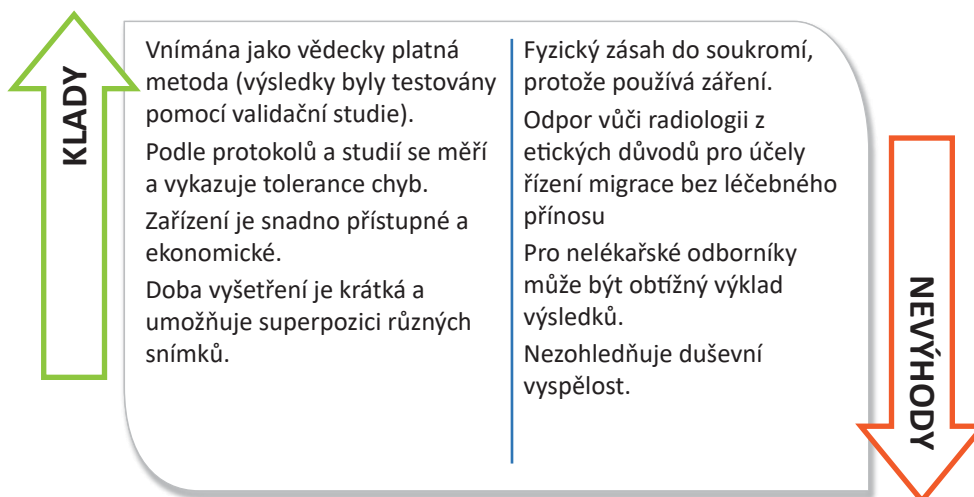 KLADY
Vnímána jako vědecky platná
metoda (výsledky byly testovány
pomocí validační studie).
Podle protokolů a studií se měří
a vykazuje tolerance chyb.
Zařízení je snadno přístupné a
ekonomické.
Doba vyšetření je krátká a
umožňuje superpozici různých
snímků.
Fyzický zásah do soukromí,
protože používá záření.
Odpor vůči radiologii z
etických důvodů pro účely
řízení migrace bez léčebného
přínosu
Pro nelékařské odborníky
může být obtížný výklad
výsledků.
Nezohledňuje duševní
vyspělost.
NEVÝHODY